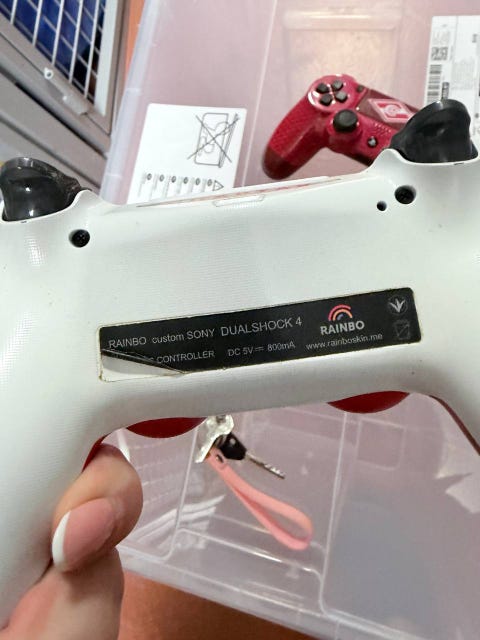 RAINBO custom SONY DUALSHOCK 4
CONTROLLER DC 5V⎓ 800mA
RAINBO
www.rainboskin.me